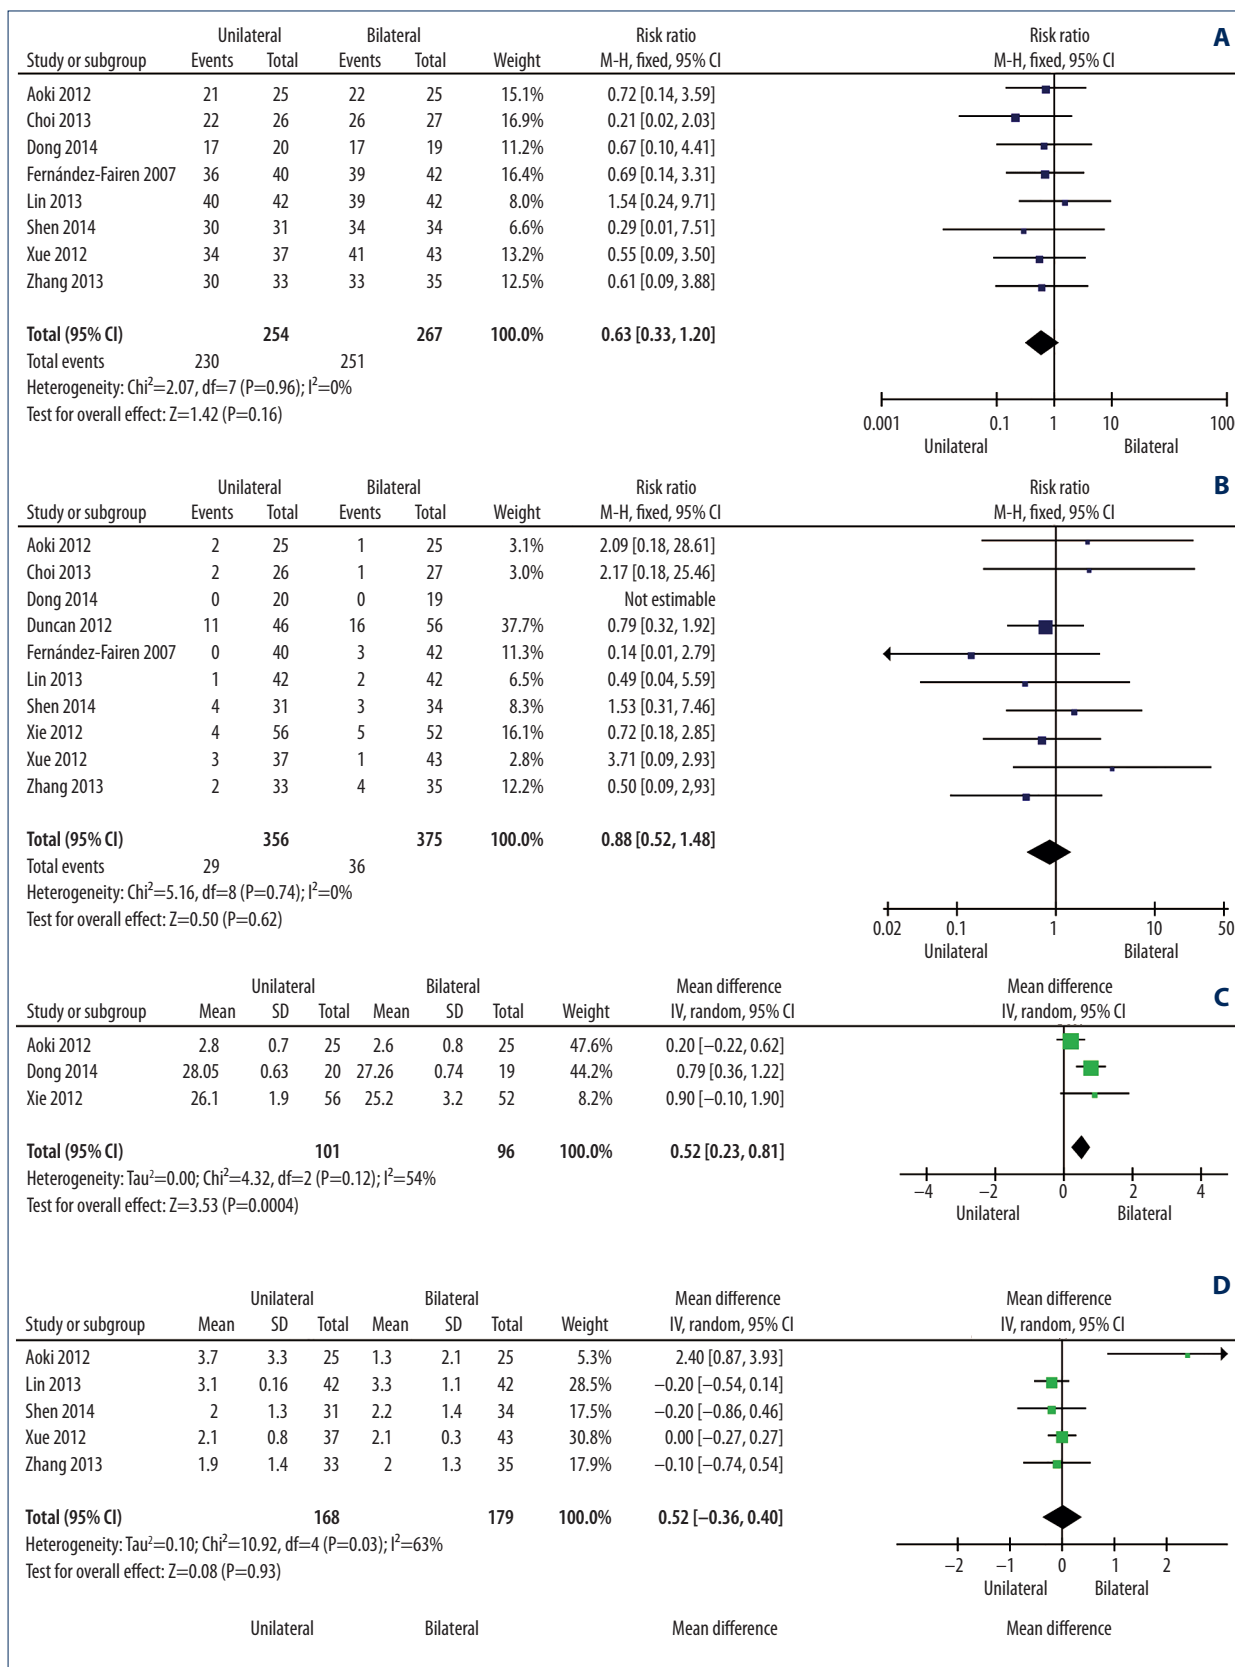 A
Unilateral Bilateral Risk ratio Risk ratio
Study or subgroup Events Total Events Total Weight M-H, fixed, 95% CI M-H, fixed, 95% CI
Aoki 2012 21 25 22 25 15.1% 0.72 [0.14, 3.59]
Choi 2013 22 26 26 27 16.9% 0.21 [0.02, 2.03]
Dong 2014 17 20 17 19 11.2% 0.67 [0.10, 4.41]
Fernández-Fairen 2007 36 40 39 42 16.4% 0.69 [0.14, 3.31]
Lin 2013 40 42 39 42 8.0% 1.54 [0.24, 9.71]
Shen 2014 30 31 34 34 6.6% 0.29 [0.01, 7.51]
Xue 2012 34 37 41 43 13.2% 0.55 [0.09, 3.50]
Zhang 2013 30 33 33 35 12.5% 0.61 [0.09, 3.88]
Total (95% CI) 254 267 100.0% 0.63 [0.33, 1.20]
Total events 230 251
Heterogeneity: Chi²=2.07, df=7 (P=0.96); I²=0%
Test for overall effect: Z=1.42 (P=0.16)
0.001 0.1 1 10 100
Unilateral Bilateral
B
Unilateral Bilateral Risk ratio Risk ratio
Study or subgroup Events Total Events Total Weight M-H, fixed, 95% CI M-H, fixed, 95% CI
Aoki 2012 2 25 1 25 3.1% 2.09 [0.18, 28.61]
Choi 2013 2 26 1 27 3.0% 2.17 [0.18, 25.46]
Dong 2014 0 20 0 19 Not estimable
Duncan 2012 11 46 16 56 37.7% 0.79 [0.32, 1.92]
Fernández-Fairen 2007 0 40 3 42 11.3% 0.14 [0.01, 2.79]
Lin 2013 1 42 2 42 6.5% 0.49 [0.04, 5.59]
Shen 2014 4 31 3 34 8.3% 1.53 [0.31, 7.46]
Xie 2012 4 56 5 52 16.1% 0.72 [0.18, 2.85]
Xue 2012 3 37 1 43 2.8% 3.71 [0.09, 2.93]
Zhang 2013 2 33 4 35 12.2% 0.50 [0.09, 2,93]
Total (95% CI) 356 375 100.0% 0.88 [0.52, 1.48]
Total events 29 36
Heterogeneity: Chi²=5.16, df=8 (P=0.74); I²=0%
Test for overall effect: Z=0.50 (P=0.62)
0.02 0.1 1 10 50
Unilateral Bilateral
C
Unilateral Bilateral Mean difference Mean difference
Study or subgroup Mean SD Total Mean SD Total Weight IV, random, 95% CI IV, random, 95% CI
Aoki 2012 2.8 0.7 25 2.6 0.8 25 47.6% 0.20 [−0.22, 0.62]
Dong 2014 28.05 0.63 20 27.26 0.74 19 44.2% 0.79 [0.36, 1.22]
Xie 2012 26.1 1.9 56 25.2 3.2 52 8.2% 0.90 [−0.10, 1.90]
Total (95% CI) 101 96 100.0% 0.52 [0.23, 0.81]
Heterogeneity: Tau²=0.00; Chi²=4.32, df=2 (P=0.12); I²=54%
Test for overall effect: Z=3.53 (P=0.0004)
−4 −2 0 2 4
Unilateral Bilateral
D
Unilateral Bilateral Mean difference Mean difference
Study or subgroup Mean SD Total Mean SD Total Weight IV, random, 95% CI IV, random, 95% CI
Aoki 2012 3.7 3.3 25 1.3 2.1 25 5.3% 2.40 [0.87, 3.93]
Lin 2013 3.1 0.16 42 3.3 1.1 42 28.5% −0.20 [−0.54, 0.14]
Shen 2014 2 1.3 31 2.2 1.4 34 17.5% −0.20 [−0.86, 0.46]
Xue 2012 2.1 0.8 37 2.1 0.3 43 30.8% 0.00 [−0.27, 0.27]
Zhang 2013 1.9 1.4 33 2 1.3 35 17.9% −0.10 [−0.74, 0.54]
Total (95% CI) 168 179 100.0% 0.52 [−0.36, 0.40]
Heterogeneity: Tau²=0.10; Chi²=10.92, df=4 (P=0.03); I²=63%
Test for overall effect: Z=0.08 (P=0.93)
−2 −1 0 1 2
Unilateral Bilateral
Unilateral Bilateral Mean difference Mean difference